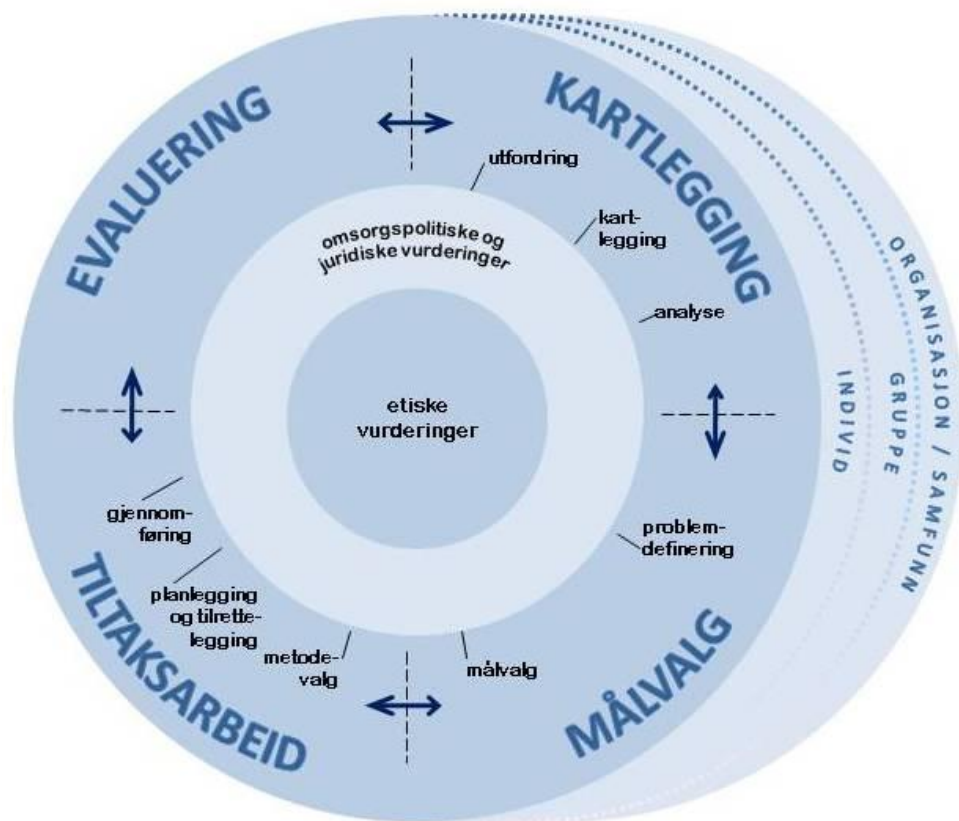 EVALUERING
KARTLEGGING
utfordring
kart-
legging
analyse
omsorgspolitiske og
juridiske vurderinger
etiske
vurderinger
INDIVID
GRUPPE
ORGANISASJON / SAMFUNN
problem-
definering
MÅLVALG
målvalg
metode-
valg
planlegging
og tilrette-
legging
gjennom-
føring
TILTAKSARBEID